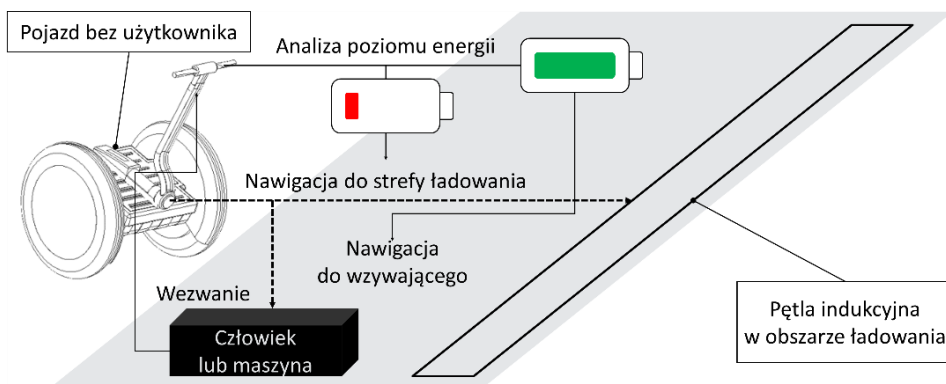 Pojazd bez użytkownika
Analiza poziomu energii
Nawigacja do strefy ładowania
Nawigacja
do wzywającego
Wezwanie
Człowiek
lub maszyna
Pętla indukcyjna
w obszarze ładowania